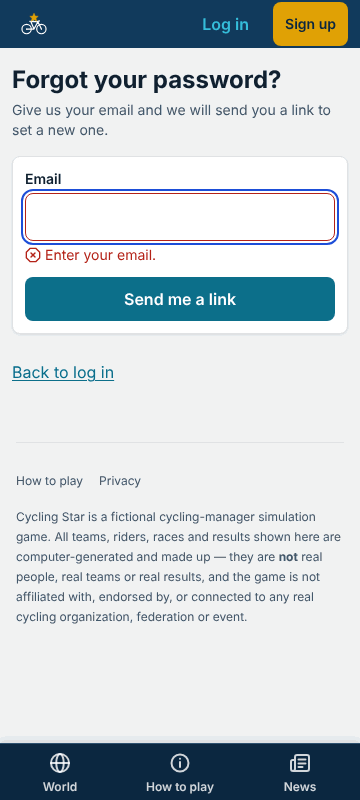 Log in
Sign up
Forgot your password?
Give us your email and we will send you a link to
set a new one.
Email
Enter your email.
Send me a link
Back to log in
How to play
Privacy
Cycling Star is a fictional cycling-manager simulation
game. All teams, riders, races and results shown here are
computer-generated and made up — they are not real
people, real teams or real results, and the game is not
affiliated with, endorsed by, or connected to any real
cycling organization, federation or event.
World
How to play
News